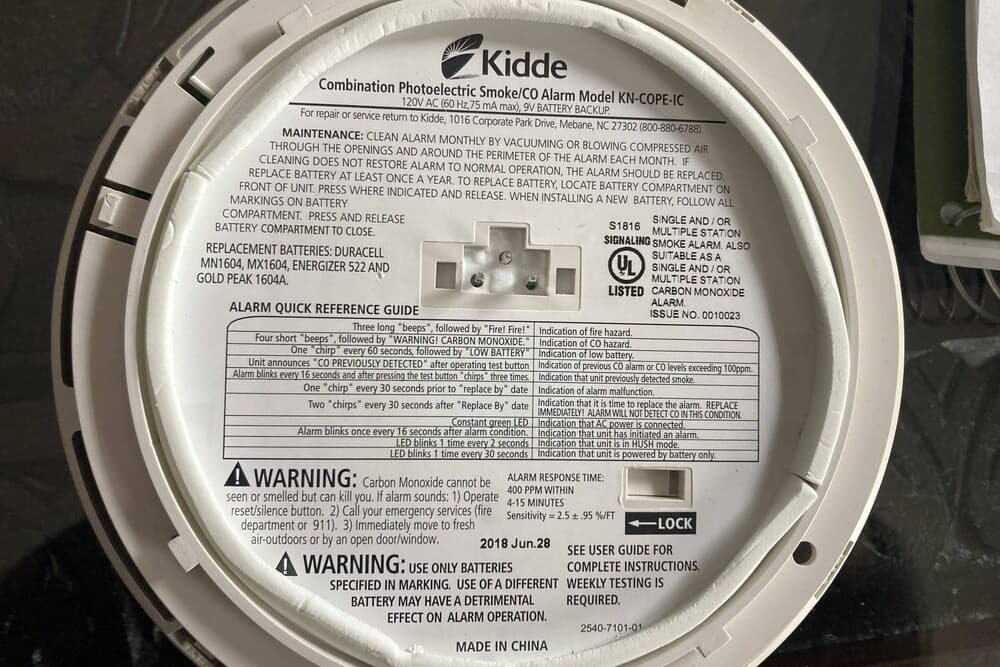 Kidde
Combination Photoelectric Smoke/CO Alarm Model KN-COPE-IC
120V AC (60 Hz,75 mA max), 9V BATTERY BACKUP.
For repair or service return to Kidde, 1016 Corporate Park Drive, Mebane, NC 27302 (800-880-6788).
MAINTENANCE: CLEAN ALARM MONTHLY BY VACUUMING OR BLOWING COMPRESSED AIR
THROUGH THE OPENINGS AND AROUND THE PERIMETER OF THE ALARM EACH MONTH. IF
CLEANING DOES NOT RESTORE ALARM TO NORMAL OPERATION, THE ALARM SHOULD BE REPLACED.
REPLACE BATTERY AT LEAST ONCE A YEAR. TO REPLACE BATTERY, LOCATE BATTERY COMPARTMENT ON
FRONT OF UNIT. PRESS WHERE INDICATED AND RELEASE. WHEN INSTALLING A NEW BATTERY, FOLLOW ALL
MARKINGS ON BATTERY
COMPARTMENT. PRESS AND RELEASE
BATTERY COMPARTMENT TO CLOSE.
REPLACEMENT BATTERIES: DURACELL
MN1604, MX1604, ENERGIZER 522 AND
GOLD PEAK 1604A.
S1816
SIGNALING
UL
LISTED
SINGLE AND / OR
MULTIPLE STATION
SMOKE ALARM. ALSO
SUITABLE AS A
SINGLE AND / OR
MULTIPLE STATION
CARBON MONOXIDE
ALARM.
ISSUE NO. 0010023
ALARM QUICK REFERENCE GUIDE
Three long "beeps", followed by "Fire! Fire!" Indication of fire hazard.
Four short "beeps", followed by "WARNING! CARBON MONOXIDE." Indication of CO hazard.
One "chirp" every 60 seconds, followed by "LOW BATTERY" Indication of low battery.
Unit announces "CO PREVIOUSLY DETECTED" after operating test button Indication of previous CO alarm or CO levels exceeding 100ppm.
Alarm blinks every 16 seconds and after pressing the test button "chirps" three times. Indication that unit previously detected smoke.
One "chirp" every 30 seconds prior to "replace by" date Indication of alarm malfunction.
Two "chirps" every 30 seconds after "Replace By" date Indication that it is time to replace the alarm. REPLACE
IMMEDIATELY! ALARM WILL NOT DETECT CO IN THIS CONDITION.
Constant green LED Indication that AC power is connected.
Alarm blinks once every 16 seconds after alarm condition. Indication that unit has initiated an alarm.
LED blinks 1 time every 2 seconds Indication that unit is in HUSH mode.
LED blinks 1 time every 30 seconds Indication that unit is powered by battery only.
WARNING: Carbon Monoxide cannot be
seen or smelled but can kill you. If alarm sounds: 1) Operate
reset/silence button. 2) Call your emergency services (fire
department or 911). 3) Immediately move to fresh
air-outdoors or by an open door/window.
ALARM RESPONSE TIME:
400 PPM WITHIN
4-15 MINUTES
Sensitivity = 2.5 ± .95 %/FT
LOCK
2018 Jun.28
WARNING: USE ONLY BATTERIES
SPECIFIED IN MARKING. USE OF A DIFFERENT
BATTERY MAY HAVE A DETRIMENTAL
EFFECT ON ALARM OPERATION.
SEE USER GUIDE FOR
COMPLETE INSTRUCTIONS.
WEEKLY TESTING IS
REQUIRED.
2540-7101-01
MADE IN CHINA